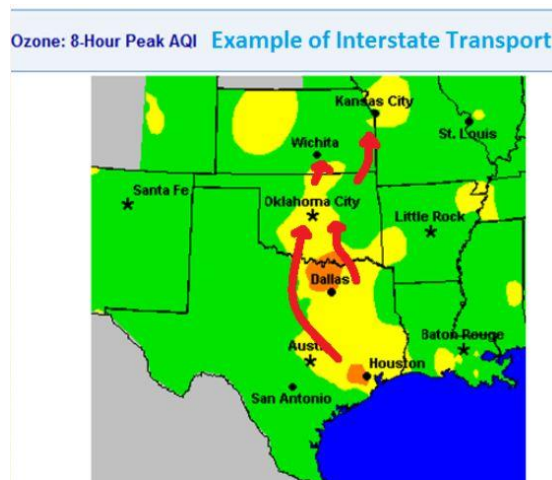 Ozone: 8-Hour Peak AQI Example of Interstate Transport
Kansas City
St. Louis
Wichita
Santa Fe
Oklahoma City
Little Rock
Dallas
Baton Rouge
Houston
San Antonio